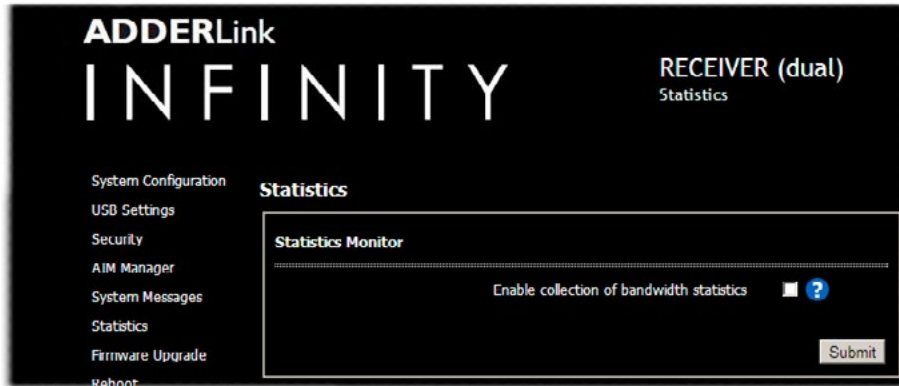 ADDERLink
INFINITY
RECEIVER (dual)
Statistics
System Configuration
USB Settings
Security
AIM Manager
System Messages
Statistics
Firmware Upgrade
Reboot
Statistics
Statistics Monitor
Enable collection of bandwidth statistics ?
Submit